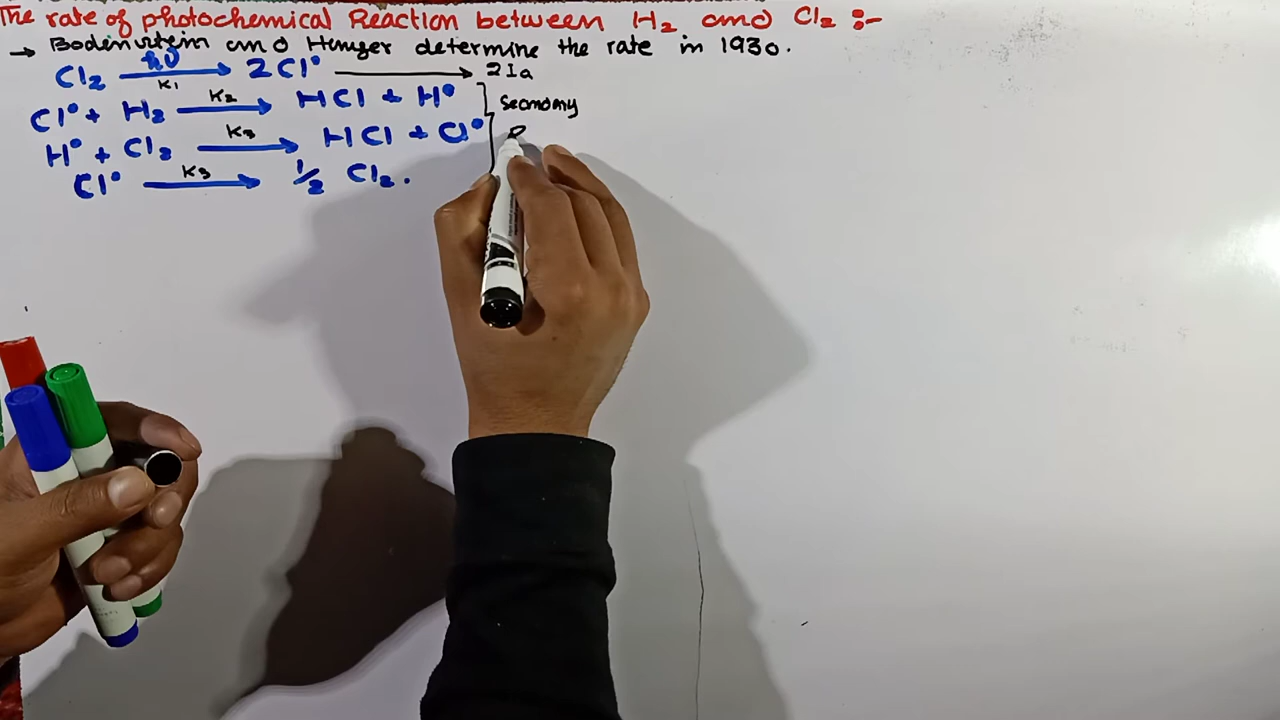 The rate of photochemical Reaction between H₂ and Cl₂ :-
→ Bodenstein and Hunger determine the rate in 1930.
Cl₂ hν→K₁ 2Cl° → 2Ia
Cl° + H₂ K₂→ HCl + H°
Secondary
H° + Cl₂ K₃→ HCl + Cl°
Cl° K₃→ 1/2 Cl₂.